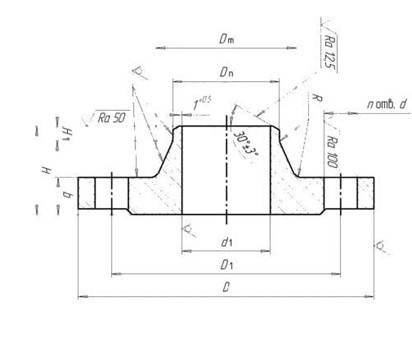 Dm
Dn
1⁺⁰·⁵
Ra 12,5
Ra 50
30°±3°
R
n отв. d
Ra 100
H1
H
b
d1
D1
D